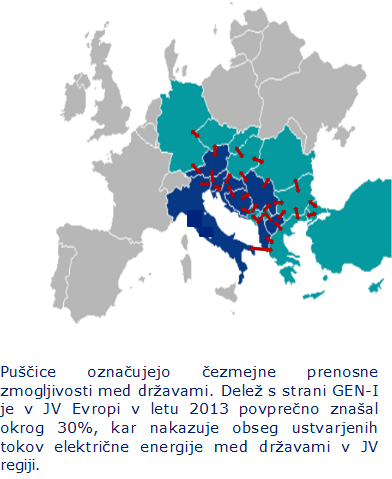 Puščice označujejo čezmejne prenosne
zmogljivosti med državami. Delež s strani GEN-I
je v JV Evropi v letu 2013 povprečno znašal
okrog 30%, kar nakazuje obseg ustvarjenih
tokov električne energije med državami v JV
regiji.